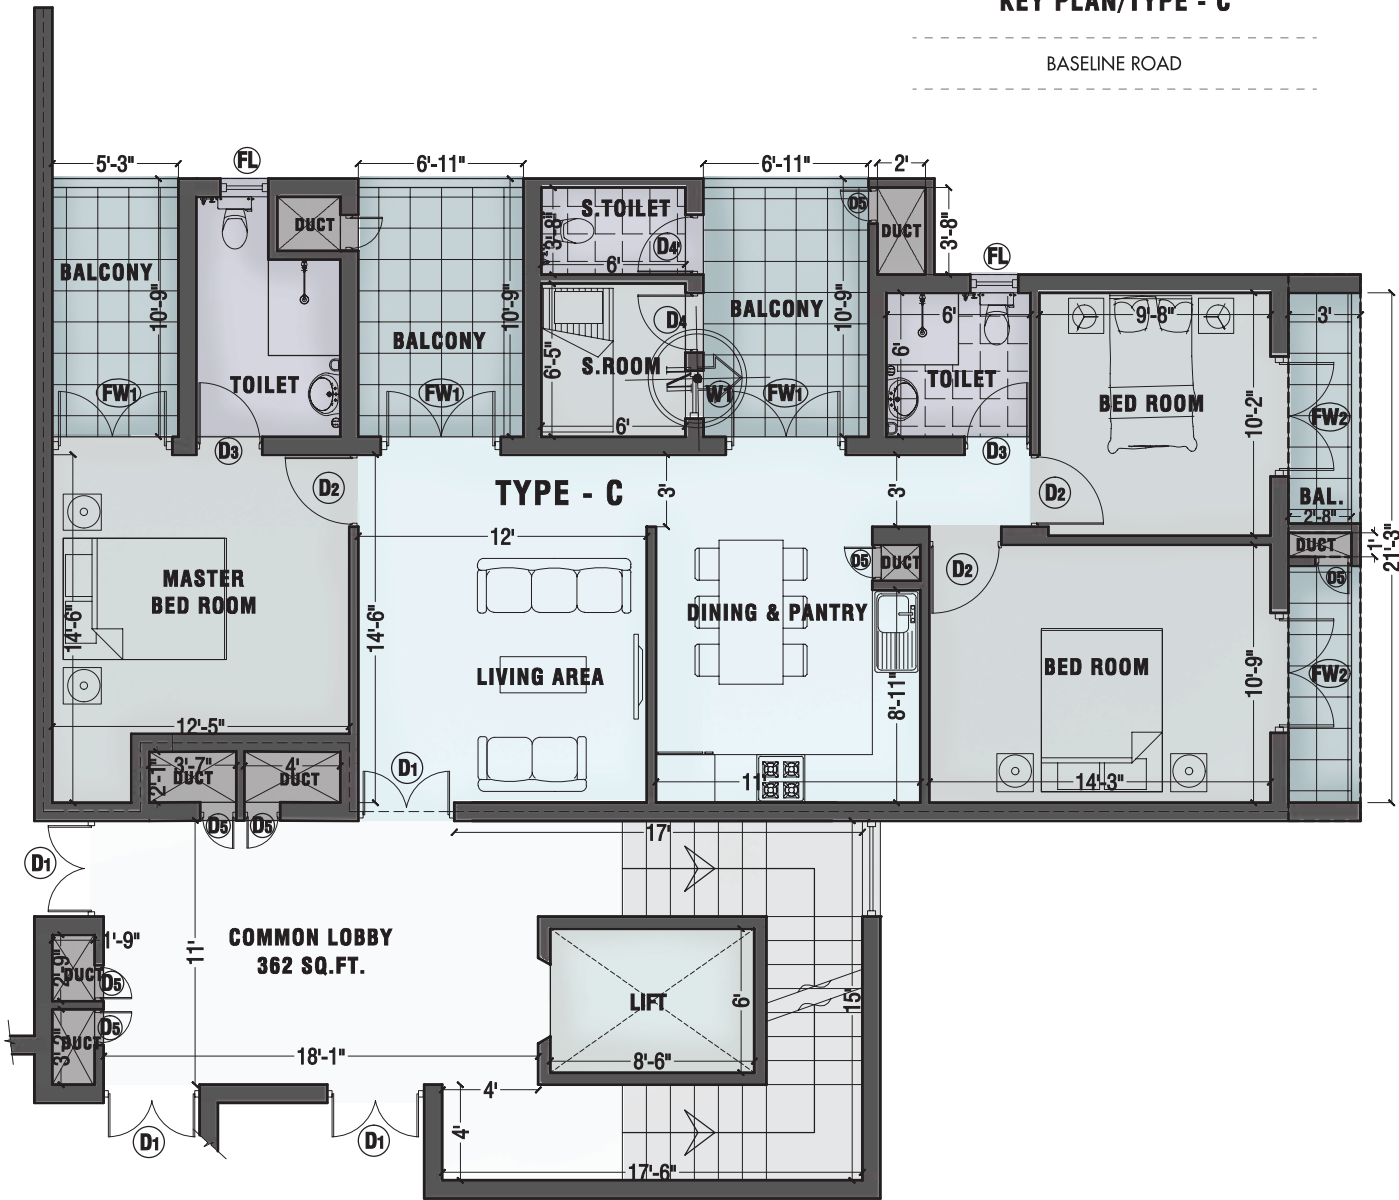 KEY PLAN/TYPE - C
BASELINE ROAD
5'-3"
FL
6'-11"
6'-11"
2'
BALCONY
10'-9"
FW1
DUCT
TOILET
D3
BALCONY
10'-9"
FW1
S.TOILET
3'-8"
6'
D4
S.ROOM
6'-5"
6'
D4
W1
BALCONY
10'-9"
FW1
D5
DUCT
3'-8"
FL
6'
6'
TOILET
D3
9'-8"
BED ROOM
10'-2"
3'
FW2
BAL.
2'-8"
DUCT
1'
21'-3"
D5
FW2
D2
TYPE - C
3'
3'
D2
12'
MASTER
BED ROOM
14'-6"
12'-5"
14'-6"
LIVING AREA
D1
DINING & PANTRY
D5
DUCT
8'-11"
11'
D2
BED ROOM
10'-9"
14'-3"
3'-7"
DUCT
2'-1"
4'
DUCT
D5
D5
D1
17'
COMMON LOBBY
362 SQ.FT.
11'
1'-9"
2'-9"
DUCT
D5
3'-2"
DUCT
D5
18'-1"
LIFT
6'
8'-6"
15'
4'
4'
D1
D1
17'-6"